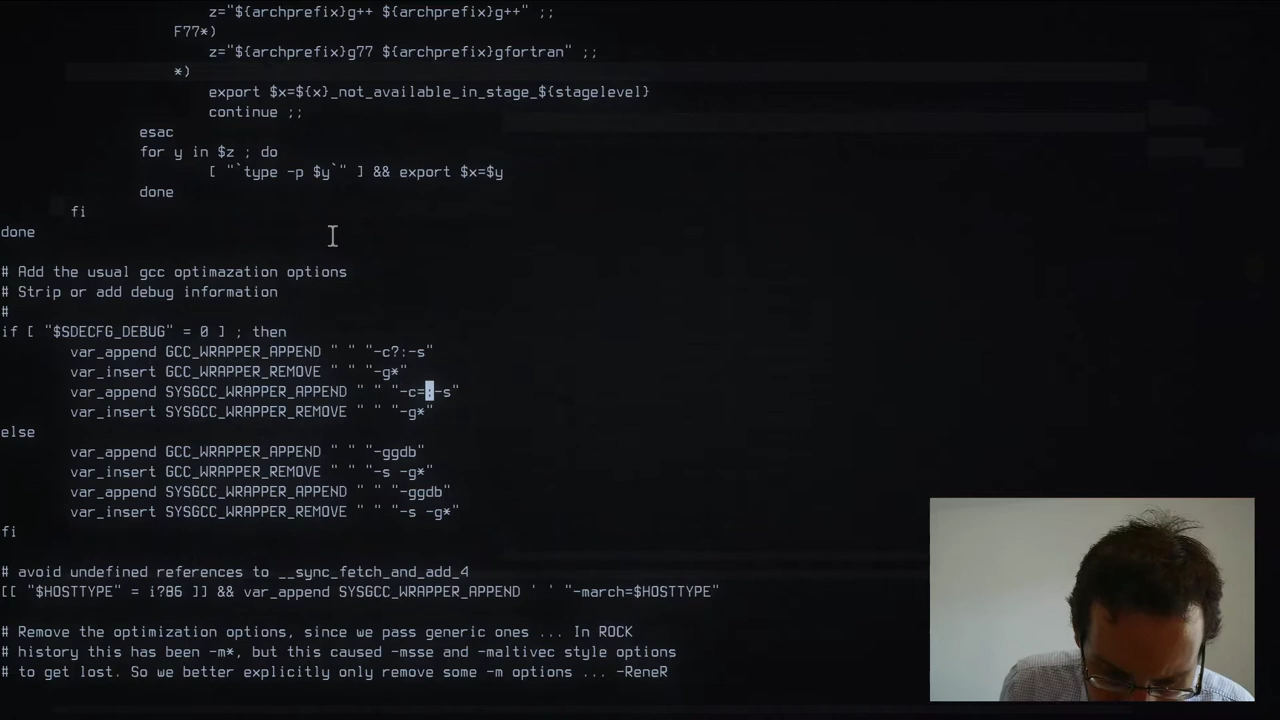 z="${archprefix}g++ ${archprefix}g++" ;;
F77*)
z="${archprefix}g77 ${archprefix}gfortran" ;;
*)
export $x=${x}_not_available_in_stage_${stagelevel}
continue ;;
esac
for y in $z ; do
[ "`type -p $y`" ] && export $x=$y
done
fi
done
# Add the usual gcc optimazation options
# Strip or add debug information
#
if [ "$SDECFG_DEBUG" = 0 ] ; then
var_append GCC_WRAPPER_APPEND " " "-c?:-s"
var_insert GCC_WRAPPER_REMOVE " " "-g*"
var_append SYSGCC_WRAPPER_APPEND " " "-c=:-s"
var_insert SYSGCC_WRAPPER_REMOVE " " "-g*"
else
var_append GCC_WRAPPER_APPEND " " "-ggdb"
var_insert GCC_WRAPPER_REMOVE " " "-s -g*"
var_append SYSGCC_WRAPPER_APPEND " " "-ggdb"
var_insert SYSGCC_WRAPPER_REMOVE " " "-s -g*"
fi
# avoid undefined references to __sync_fetch_and_add_4
[[ "$HOSTTYPE" = i?86 ]] && var_append SYSGCC_WRAPPER_APPEND ' ' "-march=$HOSTTYPE"
# Remove the optimization options, since we pass generic ones ... In ROCK
# history this has been -m*, but this caused -msse and -maltivec style options
# to get lost. So we better explicitly only remove some -m options ... -ReneR